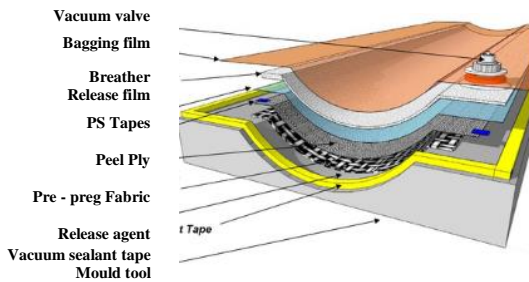 Vacuum valve
Bagging film
Breather
Release film
PS Tapes
Peel Ply
Pre - preg Fabric
t Tape
Release agent
Vacuum sealant tape
Mould tool